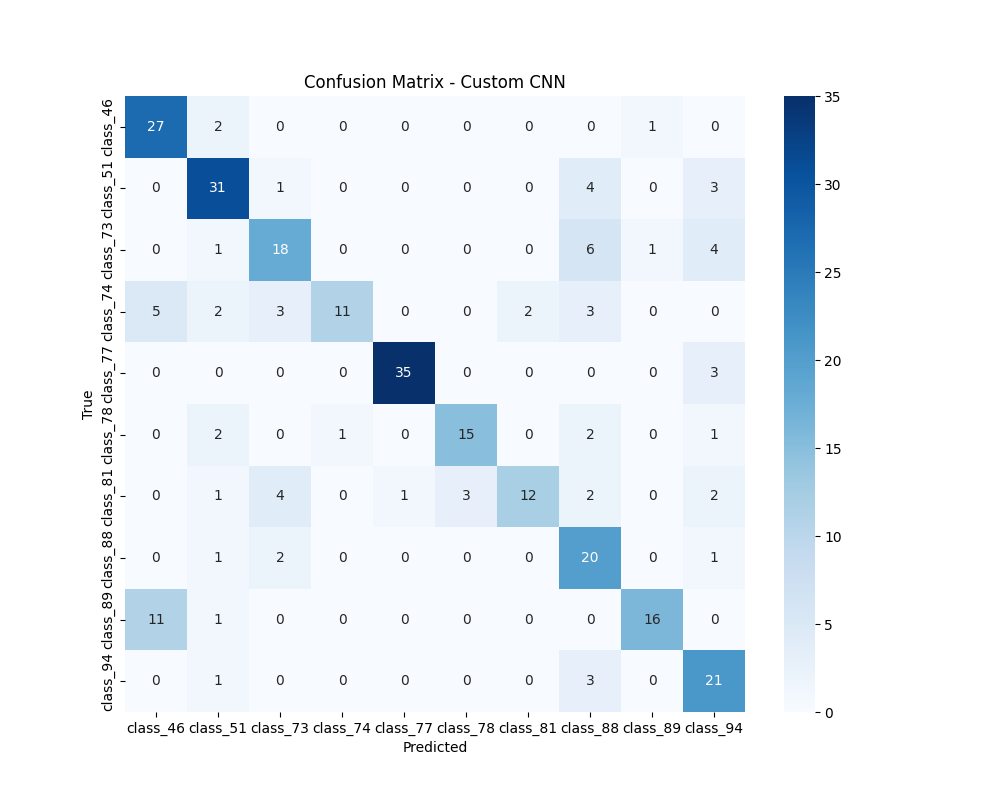 Confusion Matrix - Custom CNN
class_46 27 2 0 0 0 0 0 0 1 0
class_51 0 31 1 0 0 0 0 4 0 3
class_73 0 1 18 0 0 0 0 6 1 4
class_74 5 2 3 11 0 0 2 3 0 0
class_77 0 0 0 0 35 0 0 0 0 3
class_78 0 2 0 1 0 15 0 2 0 1
class_81 0 1 4 0 1 3 12 2 0 2
class_88 0 1 2 0 0 0 0 20 0 1
class_89 11 1 0 0 0 0 0 0 16 0
class_94 0 1 0 0 0 0 0 3 0 21
class_46 class_51 class_73 class_74 class_77 class_78 class_81 class_88 class_89 class_94
Predicted
True
35
30
25
20
15
10
5
0